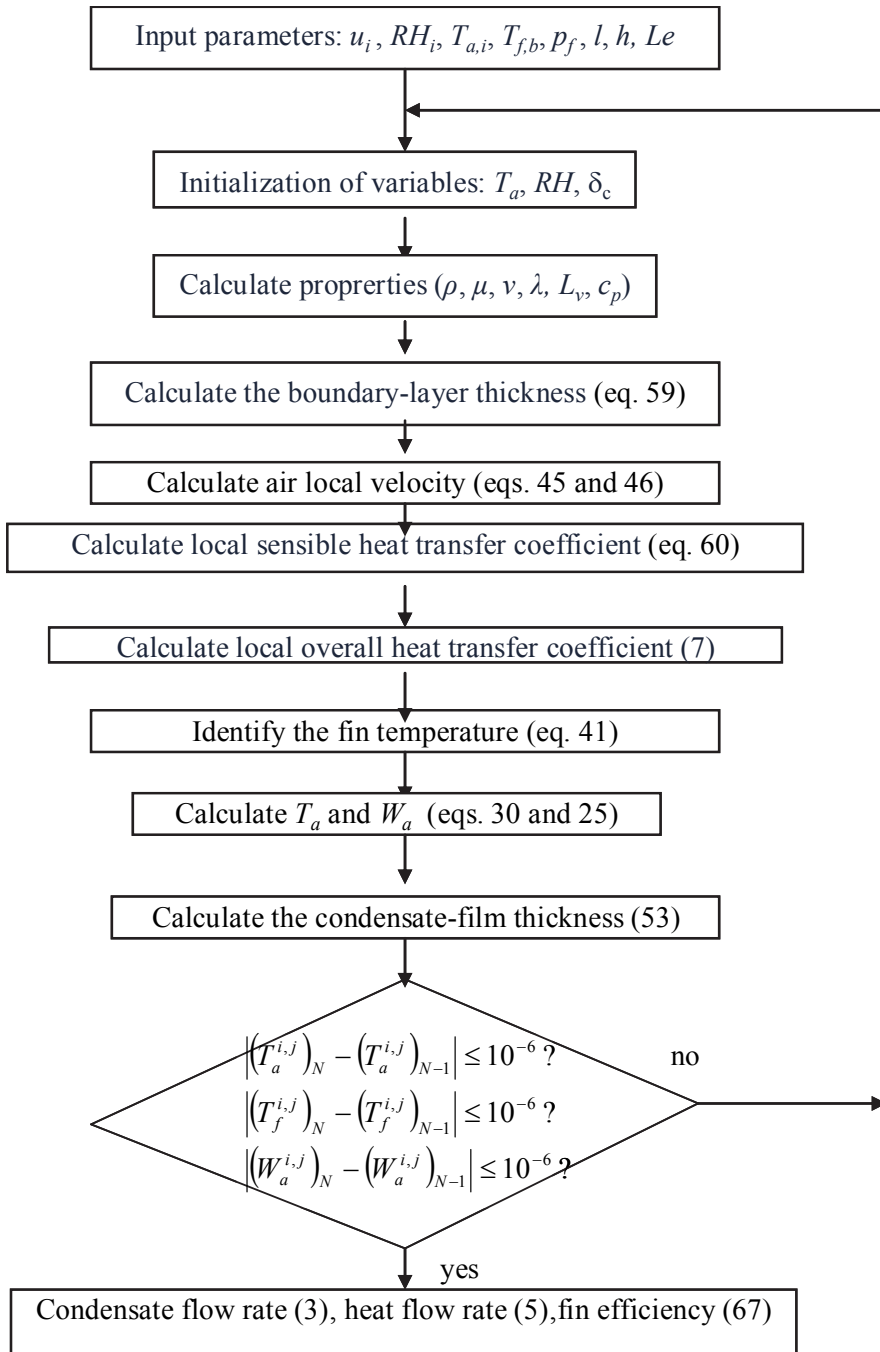 Input parameters: u_i, RH_i, T_{a,i}, T_{f,b}, p_f, l, h, Le
Initialization of variables: T_a, RH, δ_c
Calculate proprerties (ρ, μ, ν, λ, L_v, c_p)
Calculate the boundary-layer thickness (eq. 59)
Calculate air local velocity (eqs. 45 and 46)
Calculate local sensible heat transfer coefficient (eq. 60)
Calculate local overall heat transfer coefficient (7)
Identify the fin temperature (eq. 41)
Calculate T_a and W_a (eqs. 30 and 25)
Calculate the condensate-film thickness (53)
|(T_a^{i,j})_N − (T_a^{i,j})_{N−1}| ≤ 10^{−6} ?
no
|(T_f^{i,j})_N − (T_f^{i,j})_{N−1}| ≤ 10^{−6} ?
|(W_a^{i,j})_N − (W_a^{i,j})_{N−1}| ≤ 10^{−6} ?
yes
Condensate flow rate (3), heat flow rate (5),fin efficiency (67)